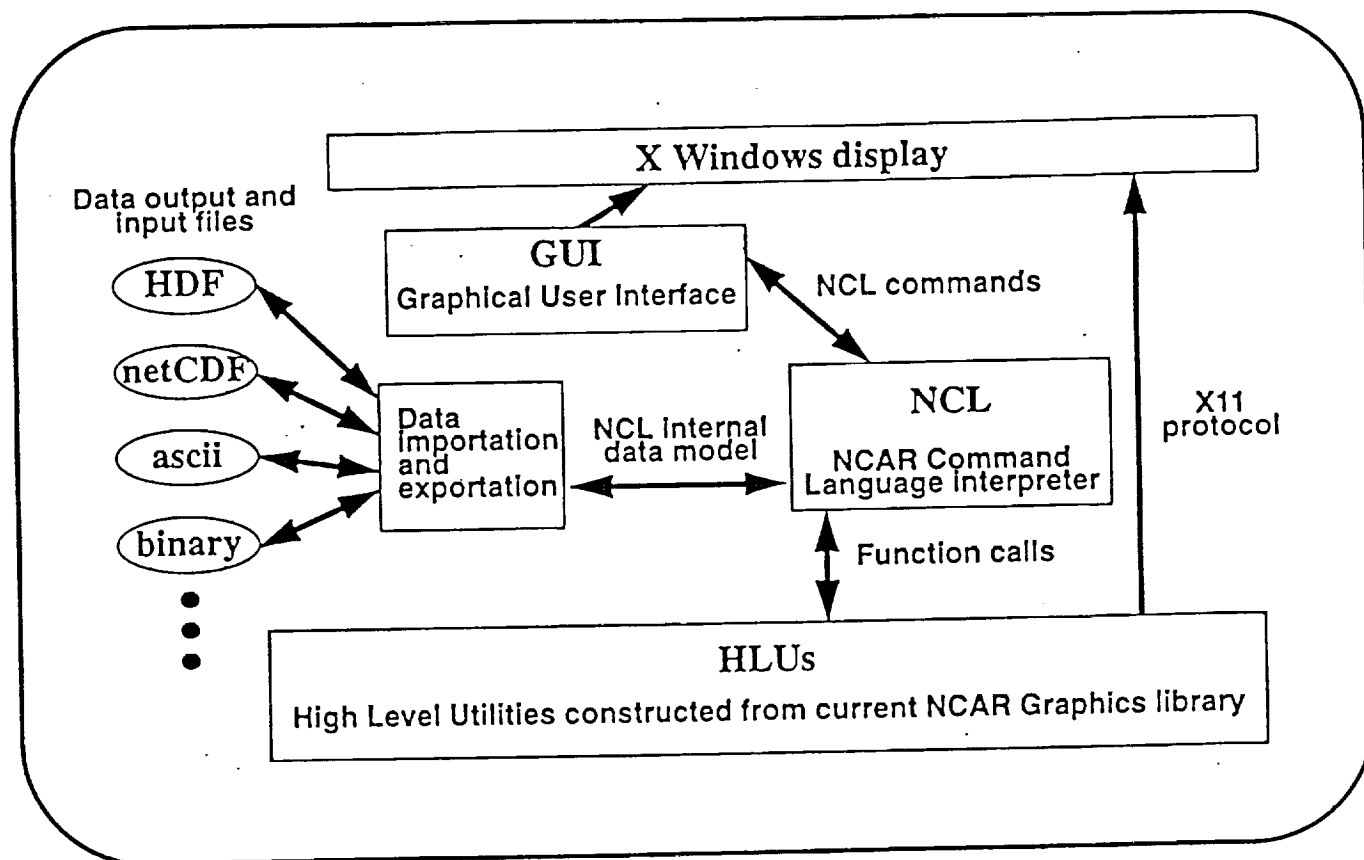 X Windows display
Data output and
input files
GUI
Graphical User Interface
HDF
NCL commands
netCDF
Data
importation
and
exportation
NCL internal
data model
NCL
NCAR Command
Language Interpreter
X11
protocol
ascii
binary
Function calls
HLUs
High Level Utilities constructed from current NCAR Graphics library